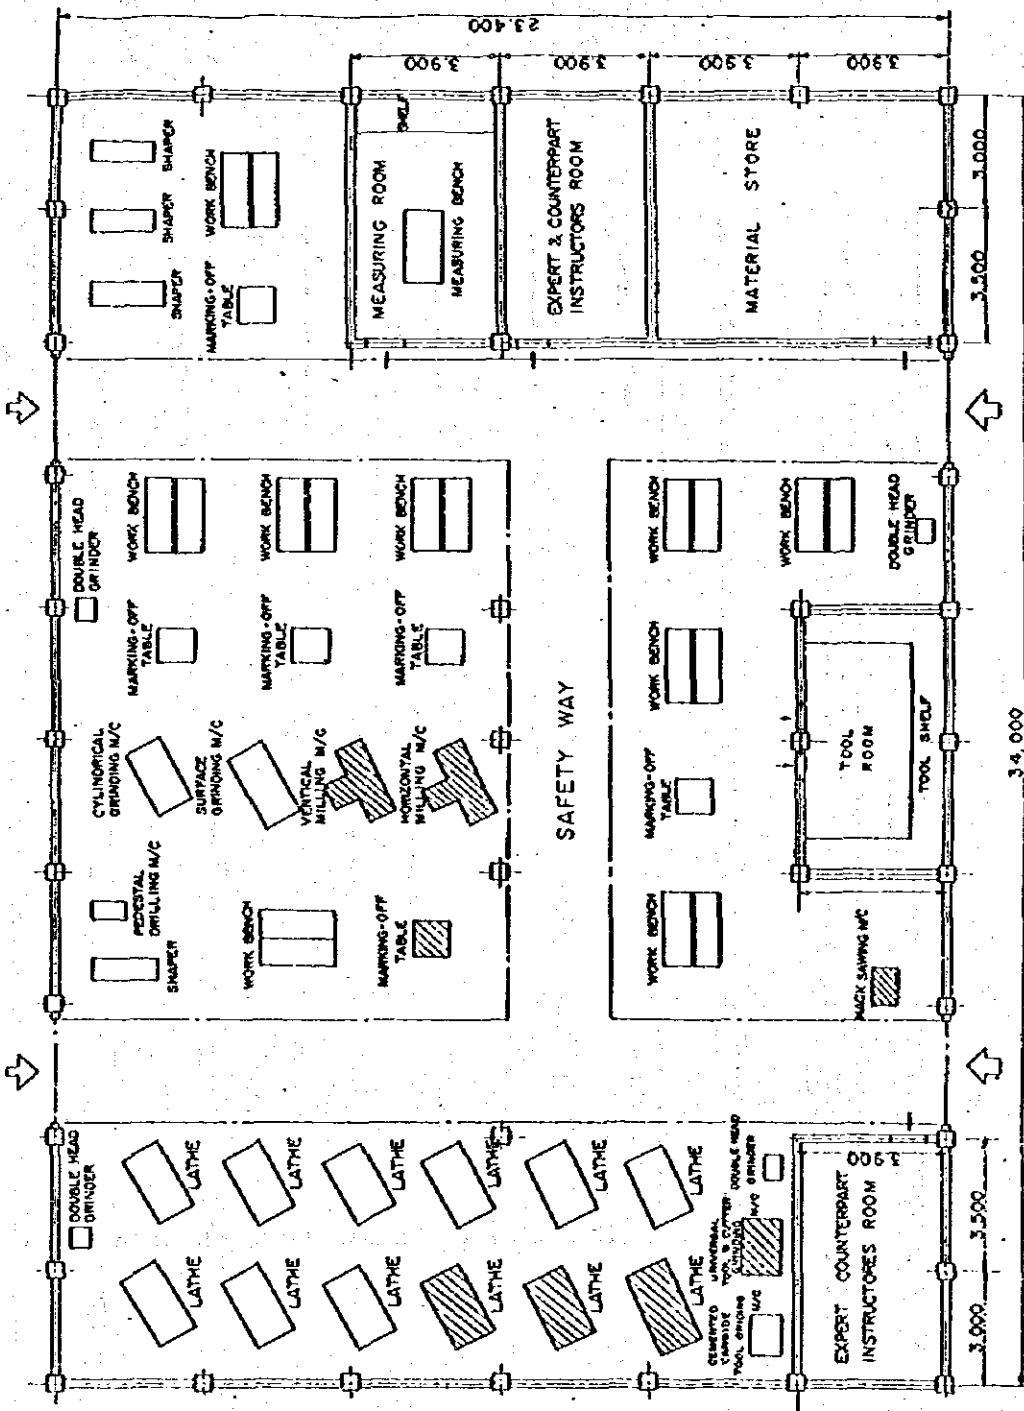 23.400
3.900
3.900
3.900
3.900
SHAPER
SHAPER
SHAPER
WORK BENCH
MARKING-OFF
TABLE
SHELF
MEASURING ROOM
MEASURING BENCH
EXPERT & COUNTERPART
INSTRUCTORS ROOM
MATERIAL STORE
3.000
3.500
DOUBLE HEAD
GRINDER
WORK BENCH
WORK BENCH
WORK BENCH
MARKING-OFF
TABLE
MARKING-OFF
TABLE
MARKING-OFF
TABLE
CYLINDRICAL
GRINDING M/C
SURFACE
GRINDING M/C
VENTICAL
MILLING M/C
HORIZONTAL
MILLING M/C
PEDESTAL
DRILLING M/C
SHAPER
WORK BENCH
MARKING-OFF
TABLE
SAFETY WAY
WORK BENCH
WORK BENCH
DOUBLE HEAD
GRINDER
WORK BENCH
MARKING-OFF
TABLE
WORK BENCH
TOOL
ROOM
TOOL SHELF
HACK SAWING M/C
34,000
DOUBLE HEAD
GRINDER
LATHE
LATHE
LATHE
LATHE
LATHE
LATHE
LATHE
LATHE
LATHE
LATHE
LATHE
LATHE
DOUBLE HEAD
GRINDER
UNIVERSAL
TOOL & CUTTER
GRINDING M/C
CEMENTED
CARBIDE
TOOL GRIDING
M/C
3.900
EXPERT COUNTERPART
INSTRUCTORES ROOM
3.500
3.000